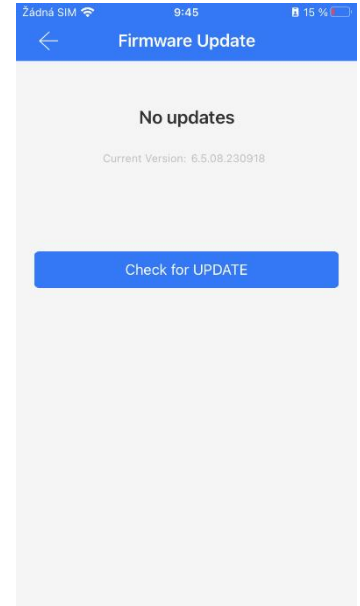 Žádná SIM 9:45 15 %
Firmware Update
No updates
Current Version: 6.5.08.230918
Check for UPDATE